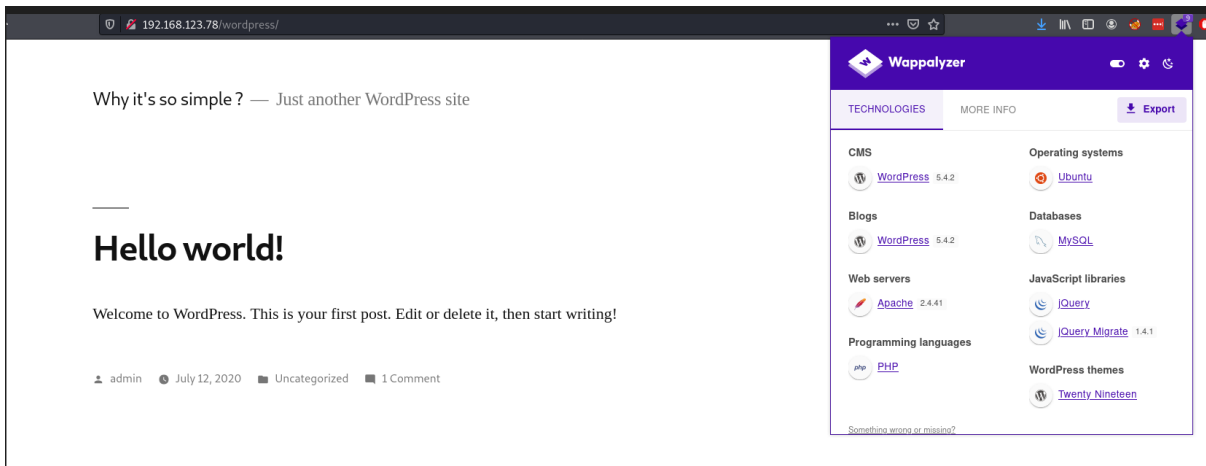 192.168.123.78/wordpress/
9
Why it's so simple ? — Just another WordPress site
Hello world!
Welcome to WordPress. This is your first post. Edit or delete it, then start writing!
admin July 12, 2020 Uncategorized 1 Comment
Wappalyzer
TECHNOLOGIES MORE INFO Export
CMS
WordPress 5.4.2
Blogs
WordPress 5.4.2
Web servers
Apache 2.4.41
Programming languages
php PHP
Operating systems
Ubuntu
Databases
MySQL
JavaScript libraries
jQuery
jQuery Migrate 1.4.1
WordPress themes
Twenty Nineteen
Something wrong or missing?